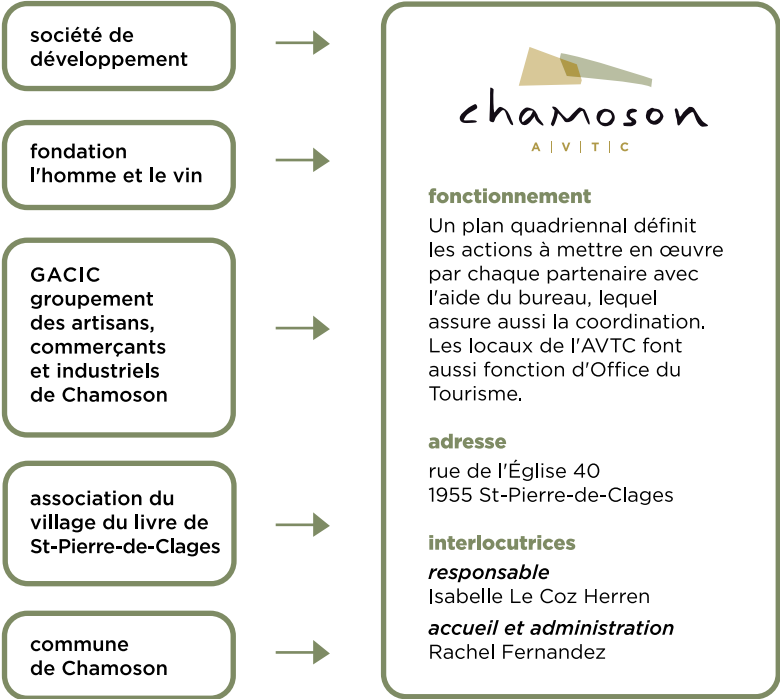 société de
développement
fondation
l'homme et le vin
GACIC
groupement
des artisans,
commerçants
et industriels
de Chamoson
association du
village du livre de
St-Pierre-de-Clages
commune
de Chamoson
chamoson
A | V | T | C
fonctionnement
Un plan quadriennal définit
les actions à mettre en œuvre
par chaque partenaire avec
l'aide du bureau, lequel
assure aussi la coordination.
Les locaux de l'AVTC font
aussi fonction d'Office du
Tourisme.
adresse
rue de l'Église 40
1955 St-Pierre-de-Clages
interlocutrices
responsable
Isabelle Le Coz Herren
accueil et administration
Rachel Fernandez